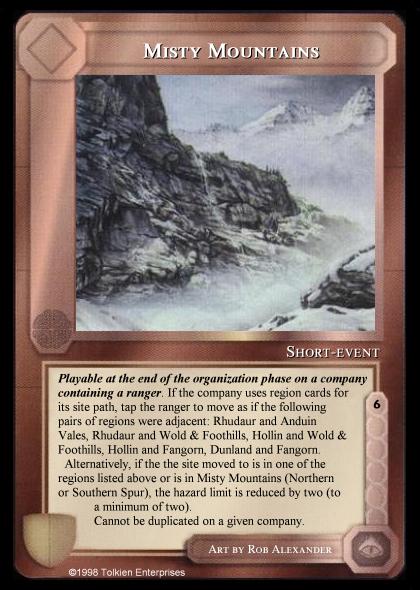 Misty Mountains
Short-event
Playable at the end of the organization phase on a company
containing a ranger. If the company uses region cards for
its site path, tap the ranger to move as if the following
pairs of regions were adjacent: Rhudaur and Anduin
Vales, Rhudaur and Wold & Foothills, Hollin and Wold &
Foothills, Hollin and Fangorn, Dunland and Fangorn.
Alternatively, if the the site moved to is in one of the
regions listed above or is in Misty Mountains (Northern
or Southern Spur), the hazard limit is reduced by two (to
a minimum of two).
Cannot be duplicated on a given company.
6
Art by Rob Alexander
©1998 Tolkien Enterprises